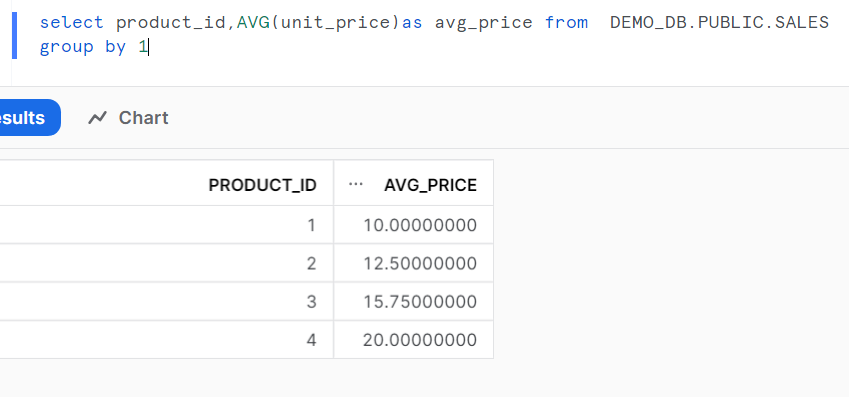 select product_id,AVG(unit_price)as avg_price from  DEMO_DB.PUBLIC.SALES
group by 1
esults Chart
PRODUCT_ID ... AVG_PRICE
1 10.00000000
2 12.50000000
3 15.75000000
4 20.00000000